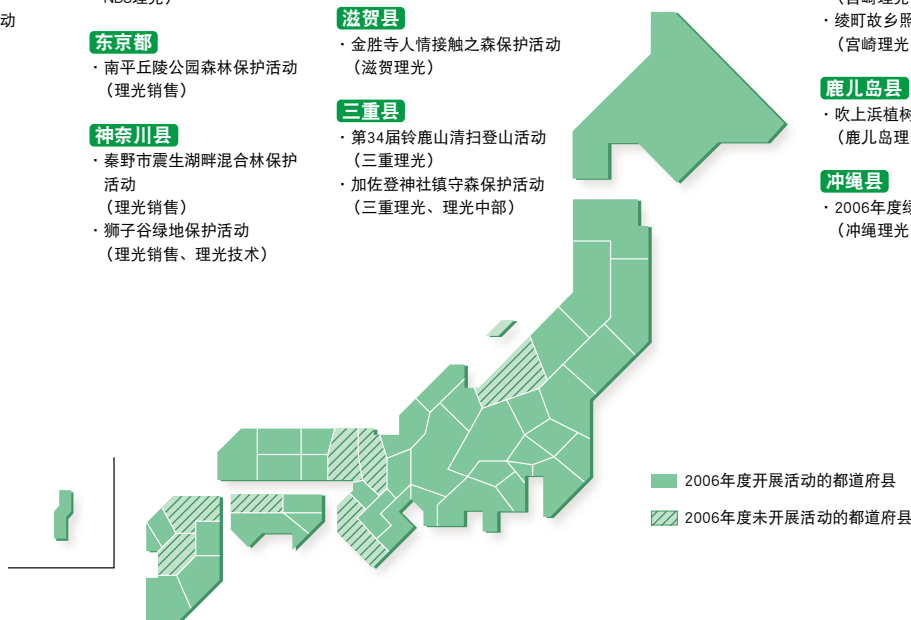 动
NBS理光）
东京都
・南平丘陵公园森林保护活动
（理光销售）
神奈川县
・秦野市震生湖畔混合林保护
活动
（理光销售）
・狮子谷绿地保护活动
（理光销售、理光技术）
滋贺县
・金胜寺人情接触之森保护活动
（滋贺理光）
三重县
・第34届铃鹿山清扫登山活动
（三重理光）
・加佐登神社镇守森保护活动
（三重理光、理光中部）
・绫町故乡照
（宫崎理光
鹿儿岛县
・吹上浜植树
（鹿儿岛理
冲绳县
・2006年度绿
（冲绳理光
2006年度开展活动的都道府县
2006年度未开展活动的都道府县